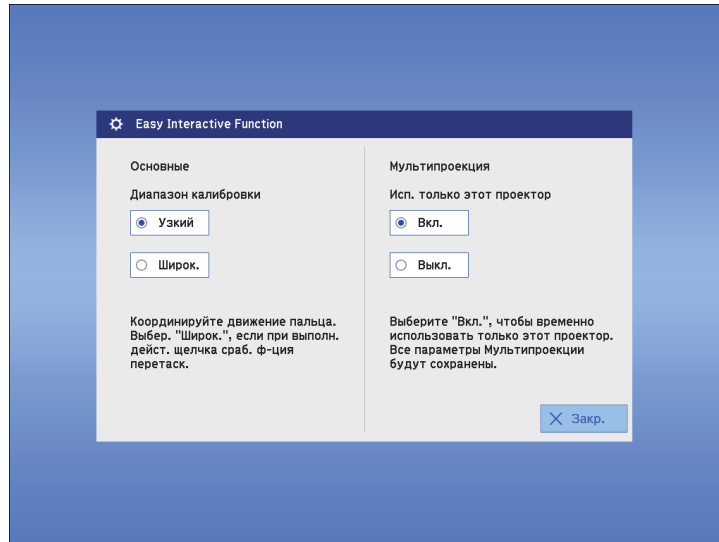 Easy Interactive Function
Основные
Диапазон калибровки
Узкий
Широк.
Координируйте движение пальца.
Выбер. "Широк.", если при выполн.
дейст. щелчка сраб. ф-ция
перетаск.
Мультипроекция
Исп. только этот проектор
Вкл.
Выкл.
Выберите "Вкл.", чтобы временно
использовать только этот проектор.
Все параметры Мультипроекции
будут сохранены.
Закр.